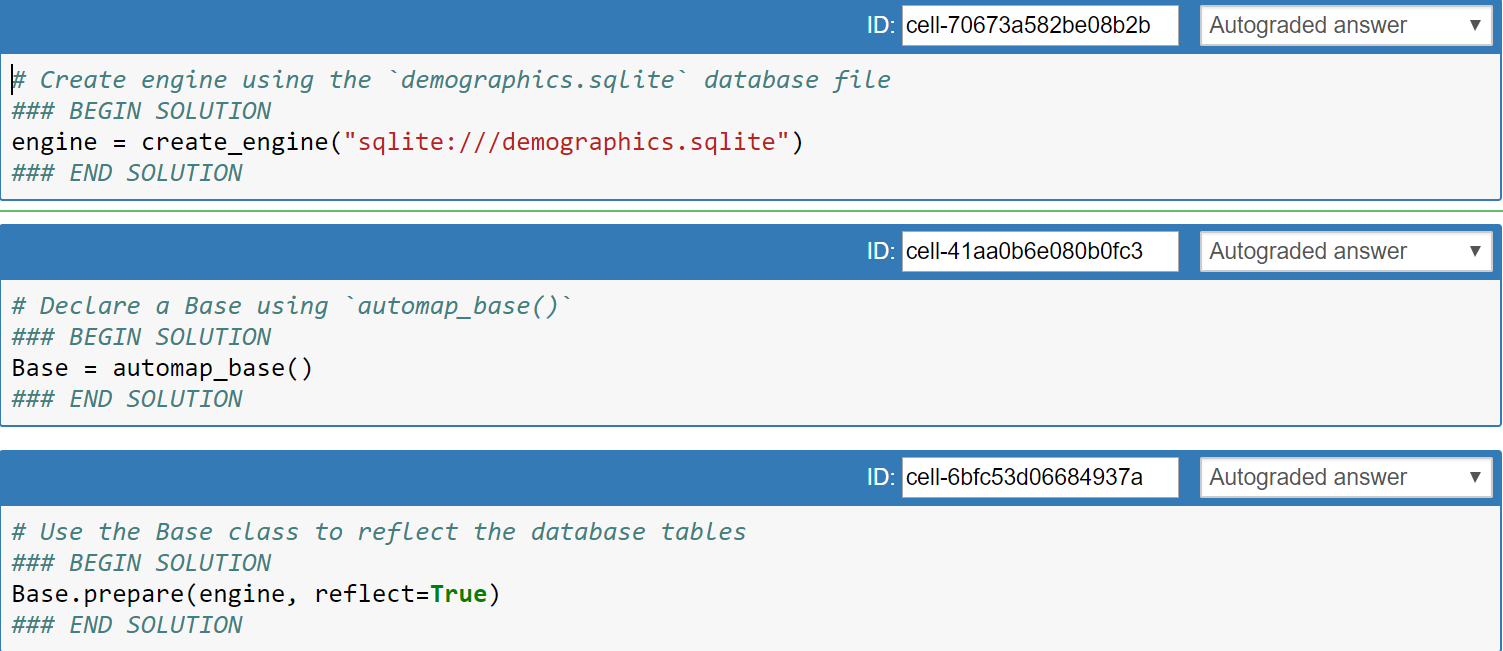 ID: cell-70673a582be08b2b Autograded answer ▼
# Create engine using the `demographics.sqlite` database file
### BEGIN SOLUTION
engine = create_engine("sqlite:///demographics.sqlite")
### END SOLUTION
ID: cell-41aa0b6e080b0fc3 Autograded answer ▼
# Declare a Base using `automap_base()`
### BEGIN SOLUTION
Base = automap_base()
### END SOLUTION
ID: cell-6bfc53d06684937a Autograded answer ▼
# Use the Base class to reflect the database tables
### BEGIN SOLUTION
Base.prepare(engine, reflect=True)
### END SOLUTION